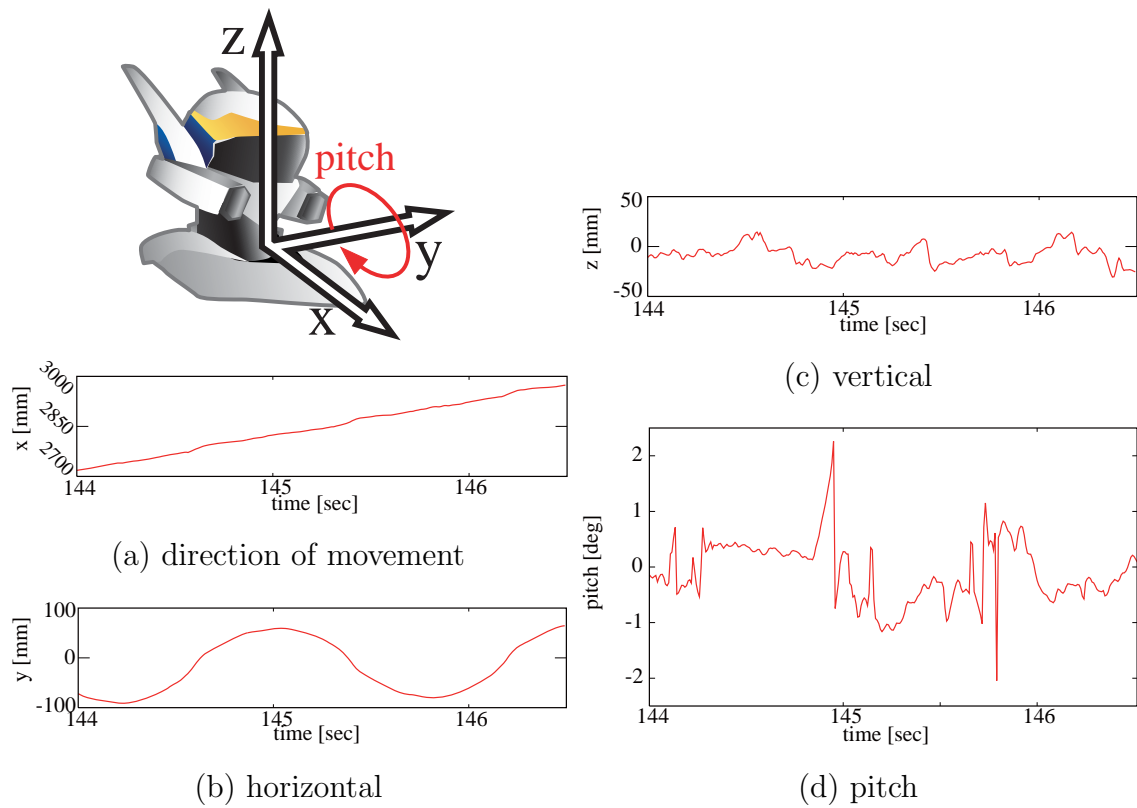 z
pitch
y
x
3000
2850
2700
x [mm]
144
145
146
time [sec]
(a) direction of movement
100
0
-100
y [mm]
144
145
146
time [sec]
(b) horizontal
50
0
-50
z [mm]
144
145
146
time [sec]
(c) vertical
2
1
0
-1
-2
pitch [deg]
144
145
146
time [sec]
(d) pitch